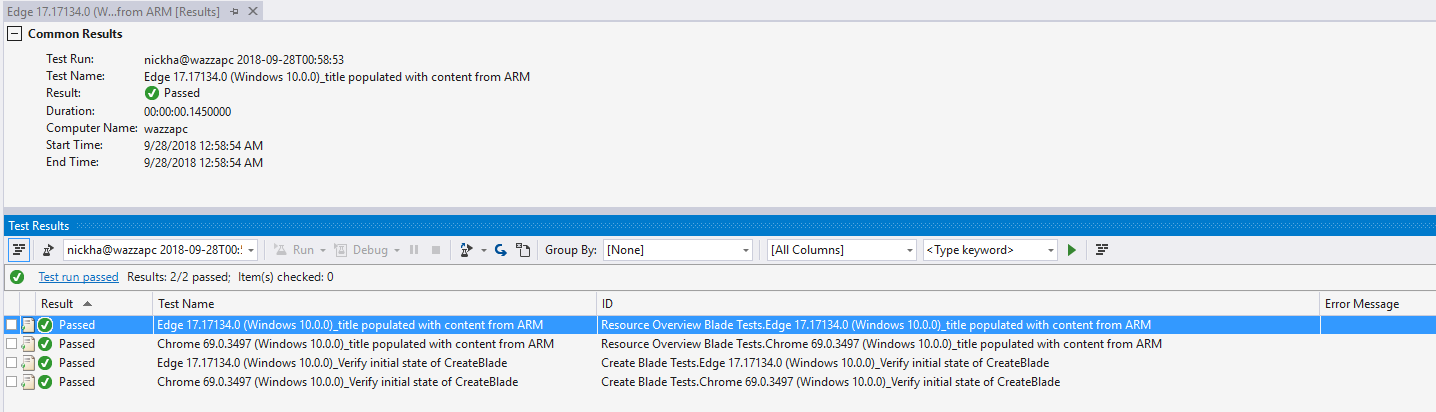 Edge 17.17134.0 (W...from ARM [Results]
Common Results
Test Run: nickha@wazzapc 2018-09-28T00:58:53
Test Name: Edge 17.17134.0 (Windows 10.0.0)_title populated with content from ARM
Result: Passed
Duration: 00:00:00.1450000
Computer Name: wazzapc
Start Time: 9/28/2018 12:58:54 AM
End Time: 9/28/2018 12:58:54 AM
Test Results
nickha@wazzapc 2018-09-28T00: Run Debug Group By: [None] [All Columns] <Type keyword>
Test run passed Results: 2/2 passed; Item(s) checked: 0
Result Test Name ID Error Message
Passed Edge 17.17134.0 (Windows 10.0.0)_title populated with content from ARM Resource Overview Blade Tests.Edge 17.17134.0 (Windows 10.0.0)_title populated with content from ARM
Passed Chrome 69.0.3497 (Windows 10.0.0)_title populated with content from ARM Resource Overview Blade Tests.Chrome 69.0.3497 (Windows 10.0.0)_title populated with content from ARM
Passed Edge 17.17134.0 (Windows 10.0.0)_Verify initial state of CreateBlade Create Blade Tests.Edge 17.17134.0 (Windows 10.0.0)_Verify initial state of CreateBlade
Passed Chrome 69.0.3497 (Windows 10.0.0)_Verify initial state of CreateBlade Create Blade Tests.Chrome 69.0.3497 (Windows 10.0.0)_Verify initial state of CreateBlade